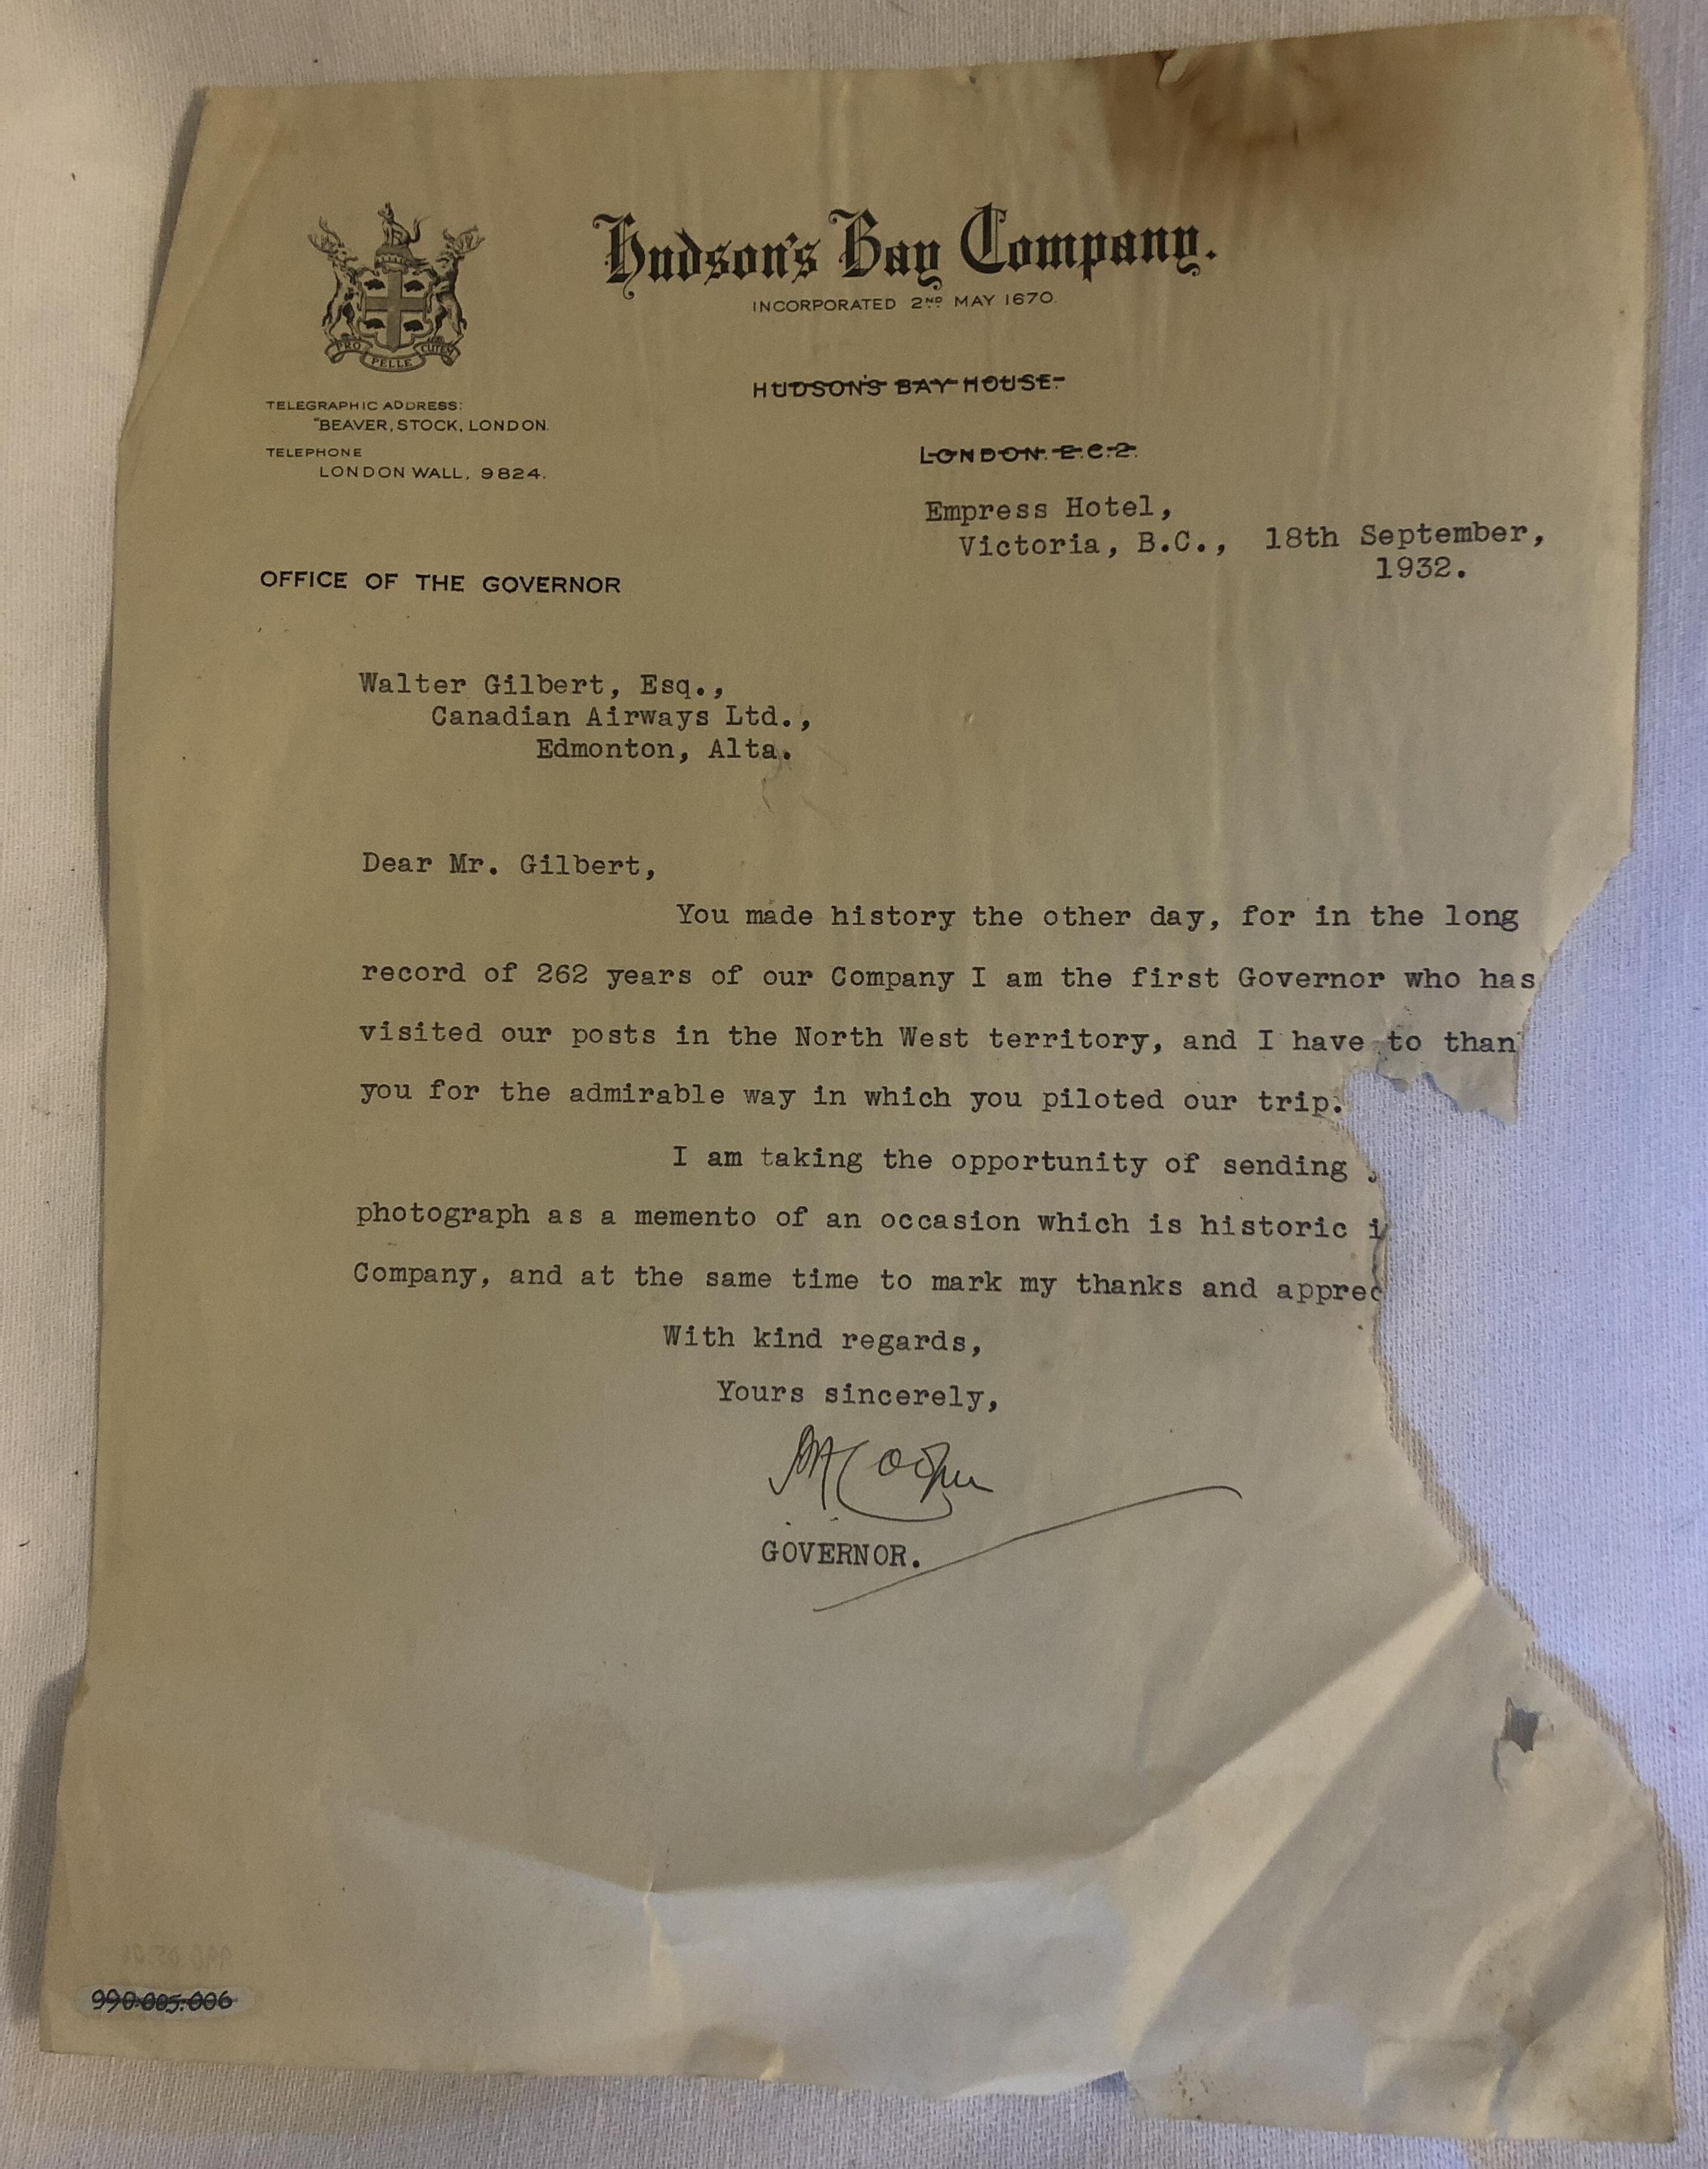 Hudson's Bay Company.
INCORPORATED 2ND MAY 1670.
PRO PELLE CUTEM
HUDSON'S BAY HOUSE.
TELEGRAPHIC ADDRESS:
"BEAVER, STOCK, LONDON.
TELEPHONE
LONDON WALL, 9824.
LONDON. E.C.2.
Empress Hotel,
Victoria, B.C., 18th September,
1932.
OFFICE OF THE GOVERNOR
Walter Gilbert, Esq.,
Canadian Airways Ltd.,
Edmonton, Alta.
Dear Mr. Gilbert,
You made history the other day, for in the long
record of 262 years of our Company I am the first Governor who has
visited our posts in the North West territory, and I have to than
you for the admirable way in which you piloted our trip.
I am taking the opportunity of sending
photograph as a memento of an occasion which is historic i
Company, and at the same time to mark my thanks and apprec
With kind regards,
Yours sincerely,
GOVERNOR.
990.005.006